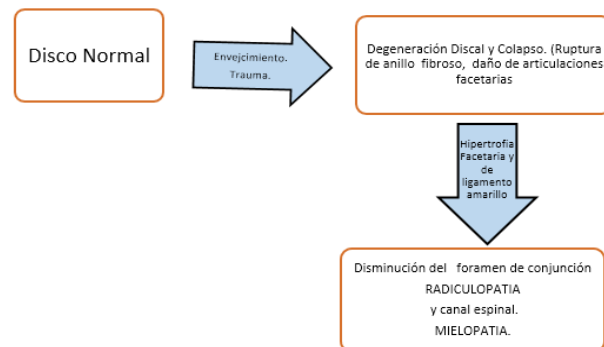 Disco Normal
Envejcimiento.
Trauma.
Degeneración Discal y Colapso. (Ruptura
de anillo fibroso, daño de articulaciones
facetarias
Hipertrofia
Facetaria y
de
ligamento
amarillo
Disminución del foramen de conjunción
RADICULOPATIA
y canal espinal.
MIELOPATIA.